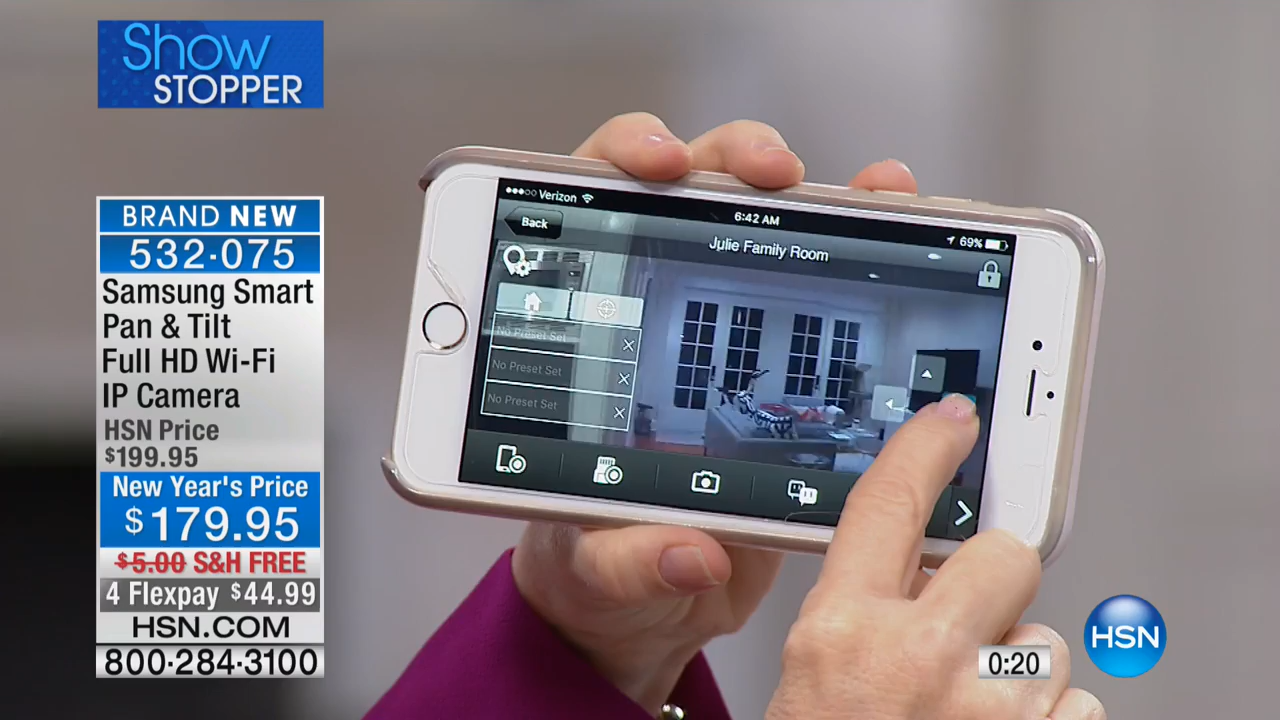 Show
STOPPER
BRAND NEW
532·075
Samsung Smart
Pan & Tilt
Full HD Wi-Fi
IP Camera
HSN Price
$199.95
New Year's Price
$179.95
$5.00 S&H FREE
4 Flexpay $44.99
HSN.COM
800·284·3100
Verizon
6:42 AM
69%
Back
Julie Family Room
No Preset Set
No Preset Set
No Preset Set
HSN
0:20